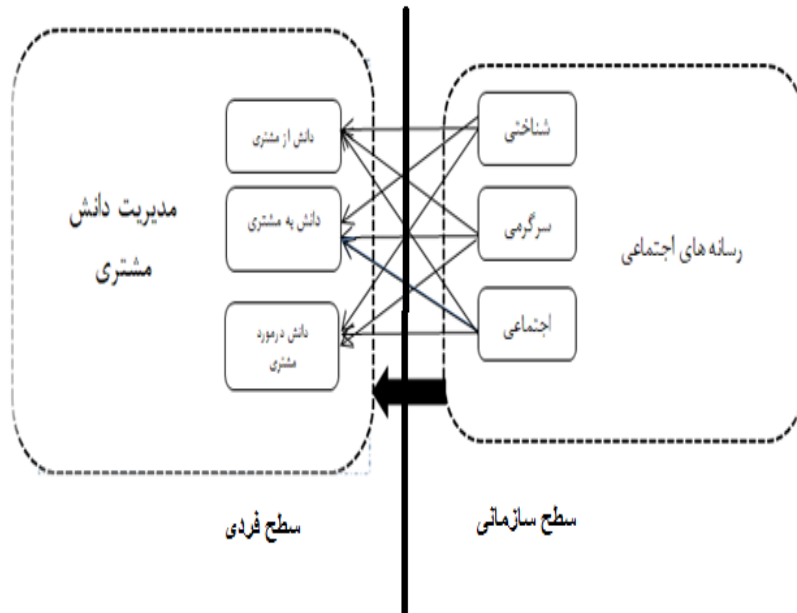 رسانه های اجتماعی
شناختی
سرگرمی
اجتماعی
دانش از مشتری
دانش به مشتری
دانش درمورد
مشتری
مدیریت دانش
مشتری
سطح سازمانی
سطح فردی